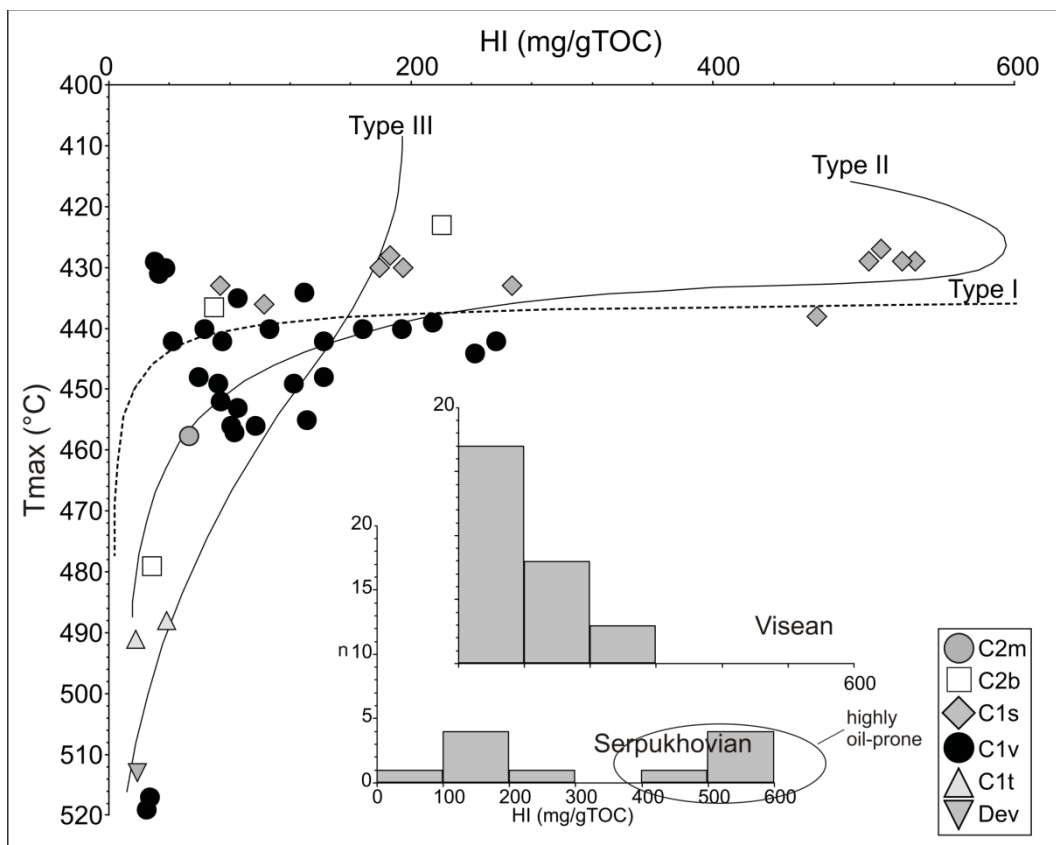 HI (mg/gTOC)
0 200 400 600
400
410
420
430
440
450
460
470
480
490
500
510
520
Tmax (°C)
Type III
Type II
Type I
20
Visean
600
20
15
n 10
5
0
Serpukhovian
highly
oil-prone
0 100 200 300 400 500 600
HI (mg/gTOC)
C2m
C2b
C1s
C1v
C1t
Dev